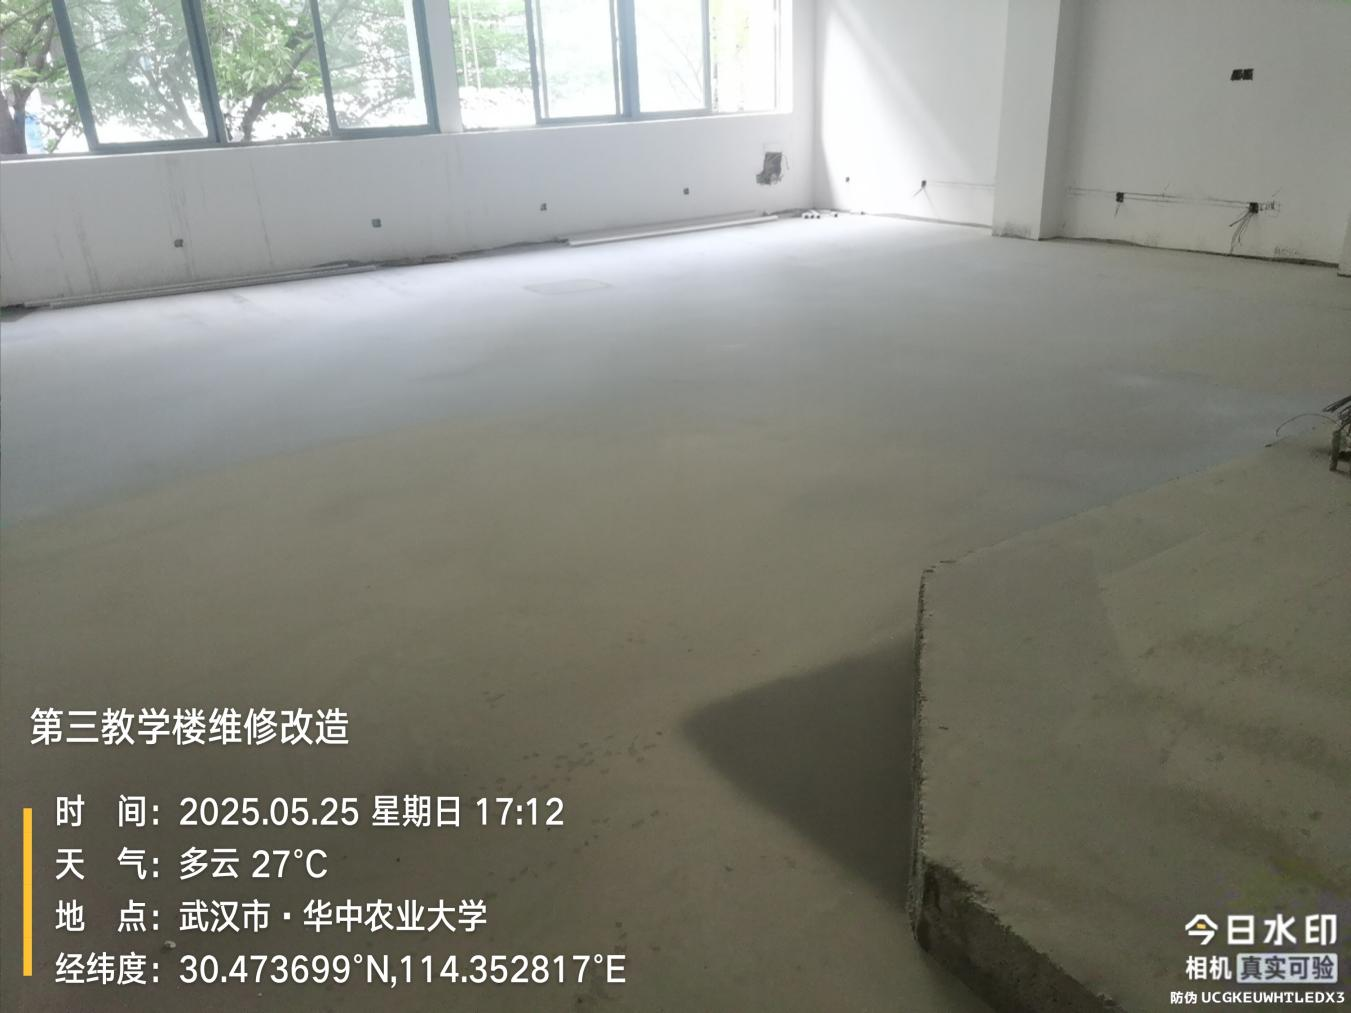 第三教学楼维修改造
时 间：2025.05.25 星期日 17:12
天 气：多云 27°C
地 点：武汉市·华中农业大学
经纬度：30.473699°N,114.352817°E
今日水印
相机 真实可验
防伪 UCGKEUWHTLEDX3